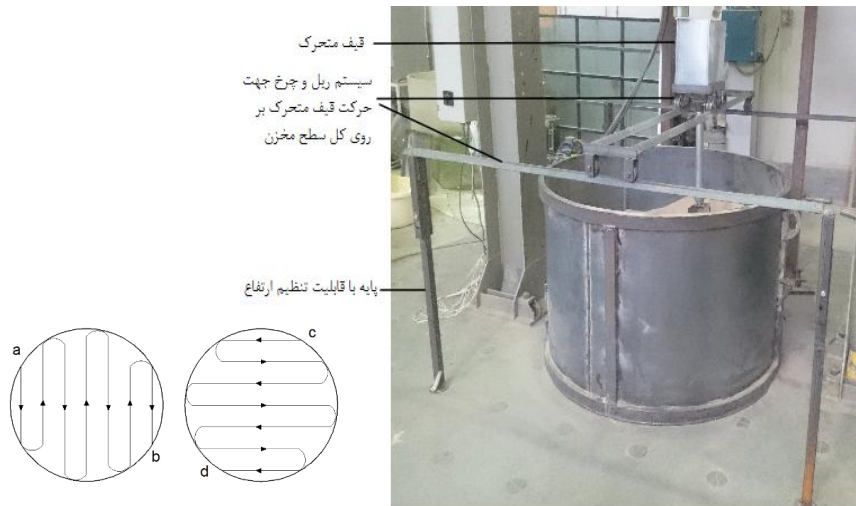 قیف متحرک
سیستم ریل و چرخ جهت
حرکت قیف متحرک بر
روی کل سطح مخزن
پایه با قابلیت تنظیم ارتفاع
a
b
c
d